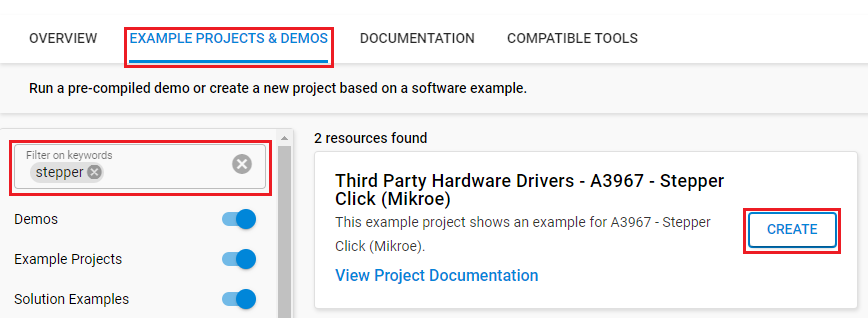 OVERVIEW
EXAMPLE PROJECTS & DEMOS
DOCUMENTATION
COMPATIBLE TOOLS
Run a pre-compiled demo or create a new project based on a software example.
Filter on keywords
stepper
Demos
Example Projects
Solution Examples
2 resources found
Third Party Hardware Drivers - A3967 - Stepper
Click (Mikroe)
This example project shows an example for A3967 - Stepper
Click (Mikroe).
View Project Documentation
CREATE